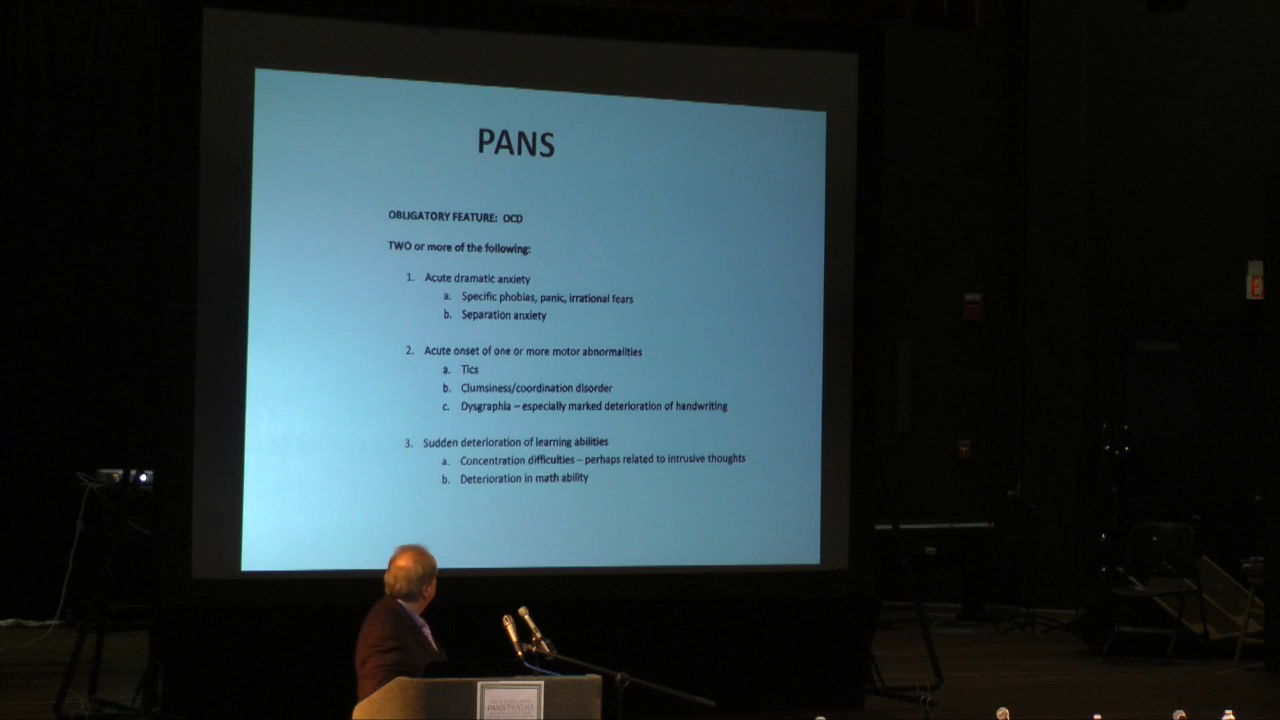 PANS
OBLIGATORY FEATURE: OCD
TWO or more of the following:
1. Acute dramatic anxiety
a. Specific phobias, panic, irrational fears
b. Separation anxiety
2. Acute onset of one or more motor abnormalities
a. Tics
b. Clumsiness/coordination disorder
c. Dysgraphia – especially marked deterioration of handwriting
3. Sudden deterioration of learning abilities
a. Concentration difficulties – perhaps related to intrusive thoughts
b. Deterioration in math ability
PANS/PANDAS